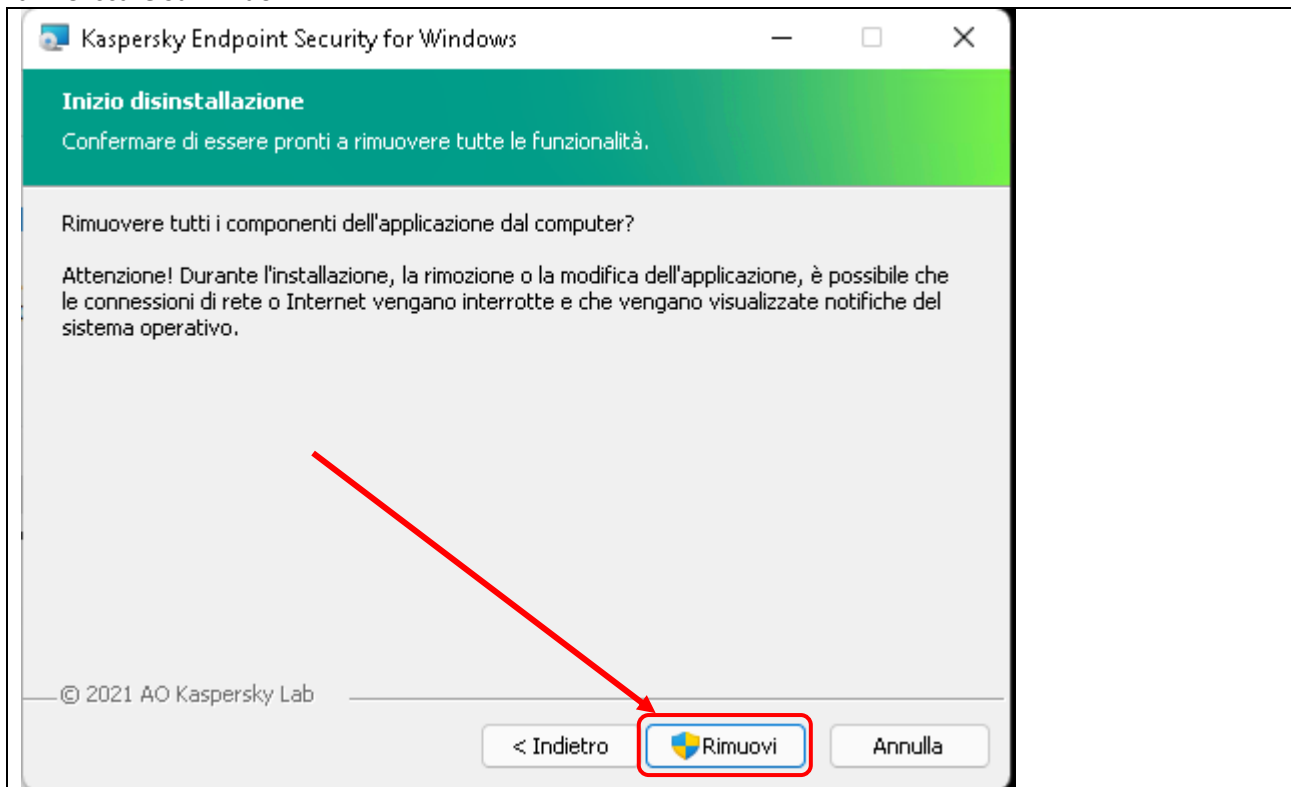 Kaspersky Endpoint Security for Windows
Inizio disinstallazione
Confermare di essere pronti a rimuovere tutte le funzionalità.
Rimuovere tutti i componenti dell'applicazione dal computer?
Attenzione! Durante l'installazione, la rimozione o la modifica dell'applicazione, è possibile che
le connessioni di rete o Internet vengano interrotte e che vengano visualizzate notifiche del
sistema operativo.
© 2021 AO Kaspersky Lab
< Indietro
Rimuovi
Annulla